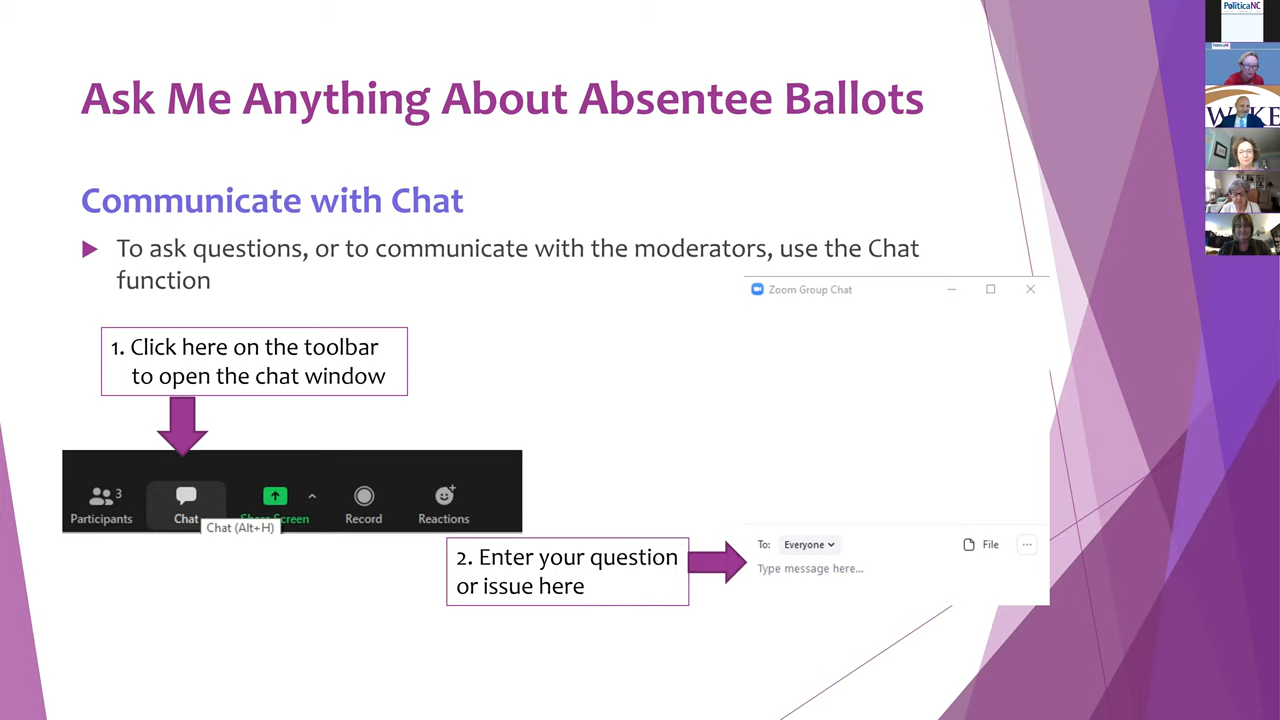 PoliticaNC
Ask Me Anything About Absentee Ballots
PoliticaNC
Communicate with Chat
To ask questions, or to communicate with the moderators, use the Chat
function
Zoom Group Chat
1. Click here on the toolbar
to open the chat window
3
Participants
Chat
Share Screen
Record
Reactions
Chat (Alt+H)
2. Enter your question
or issue here
To: Everyone
File
Type message here...